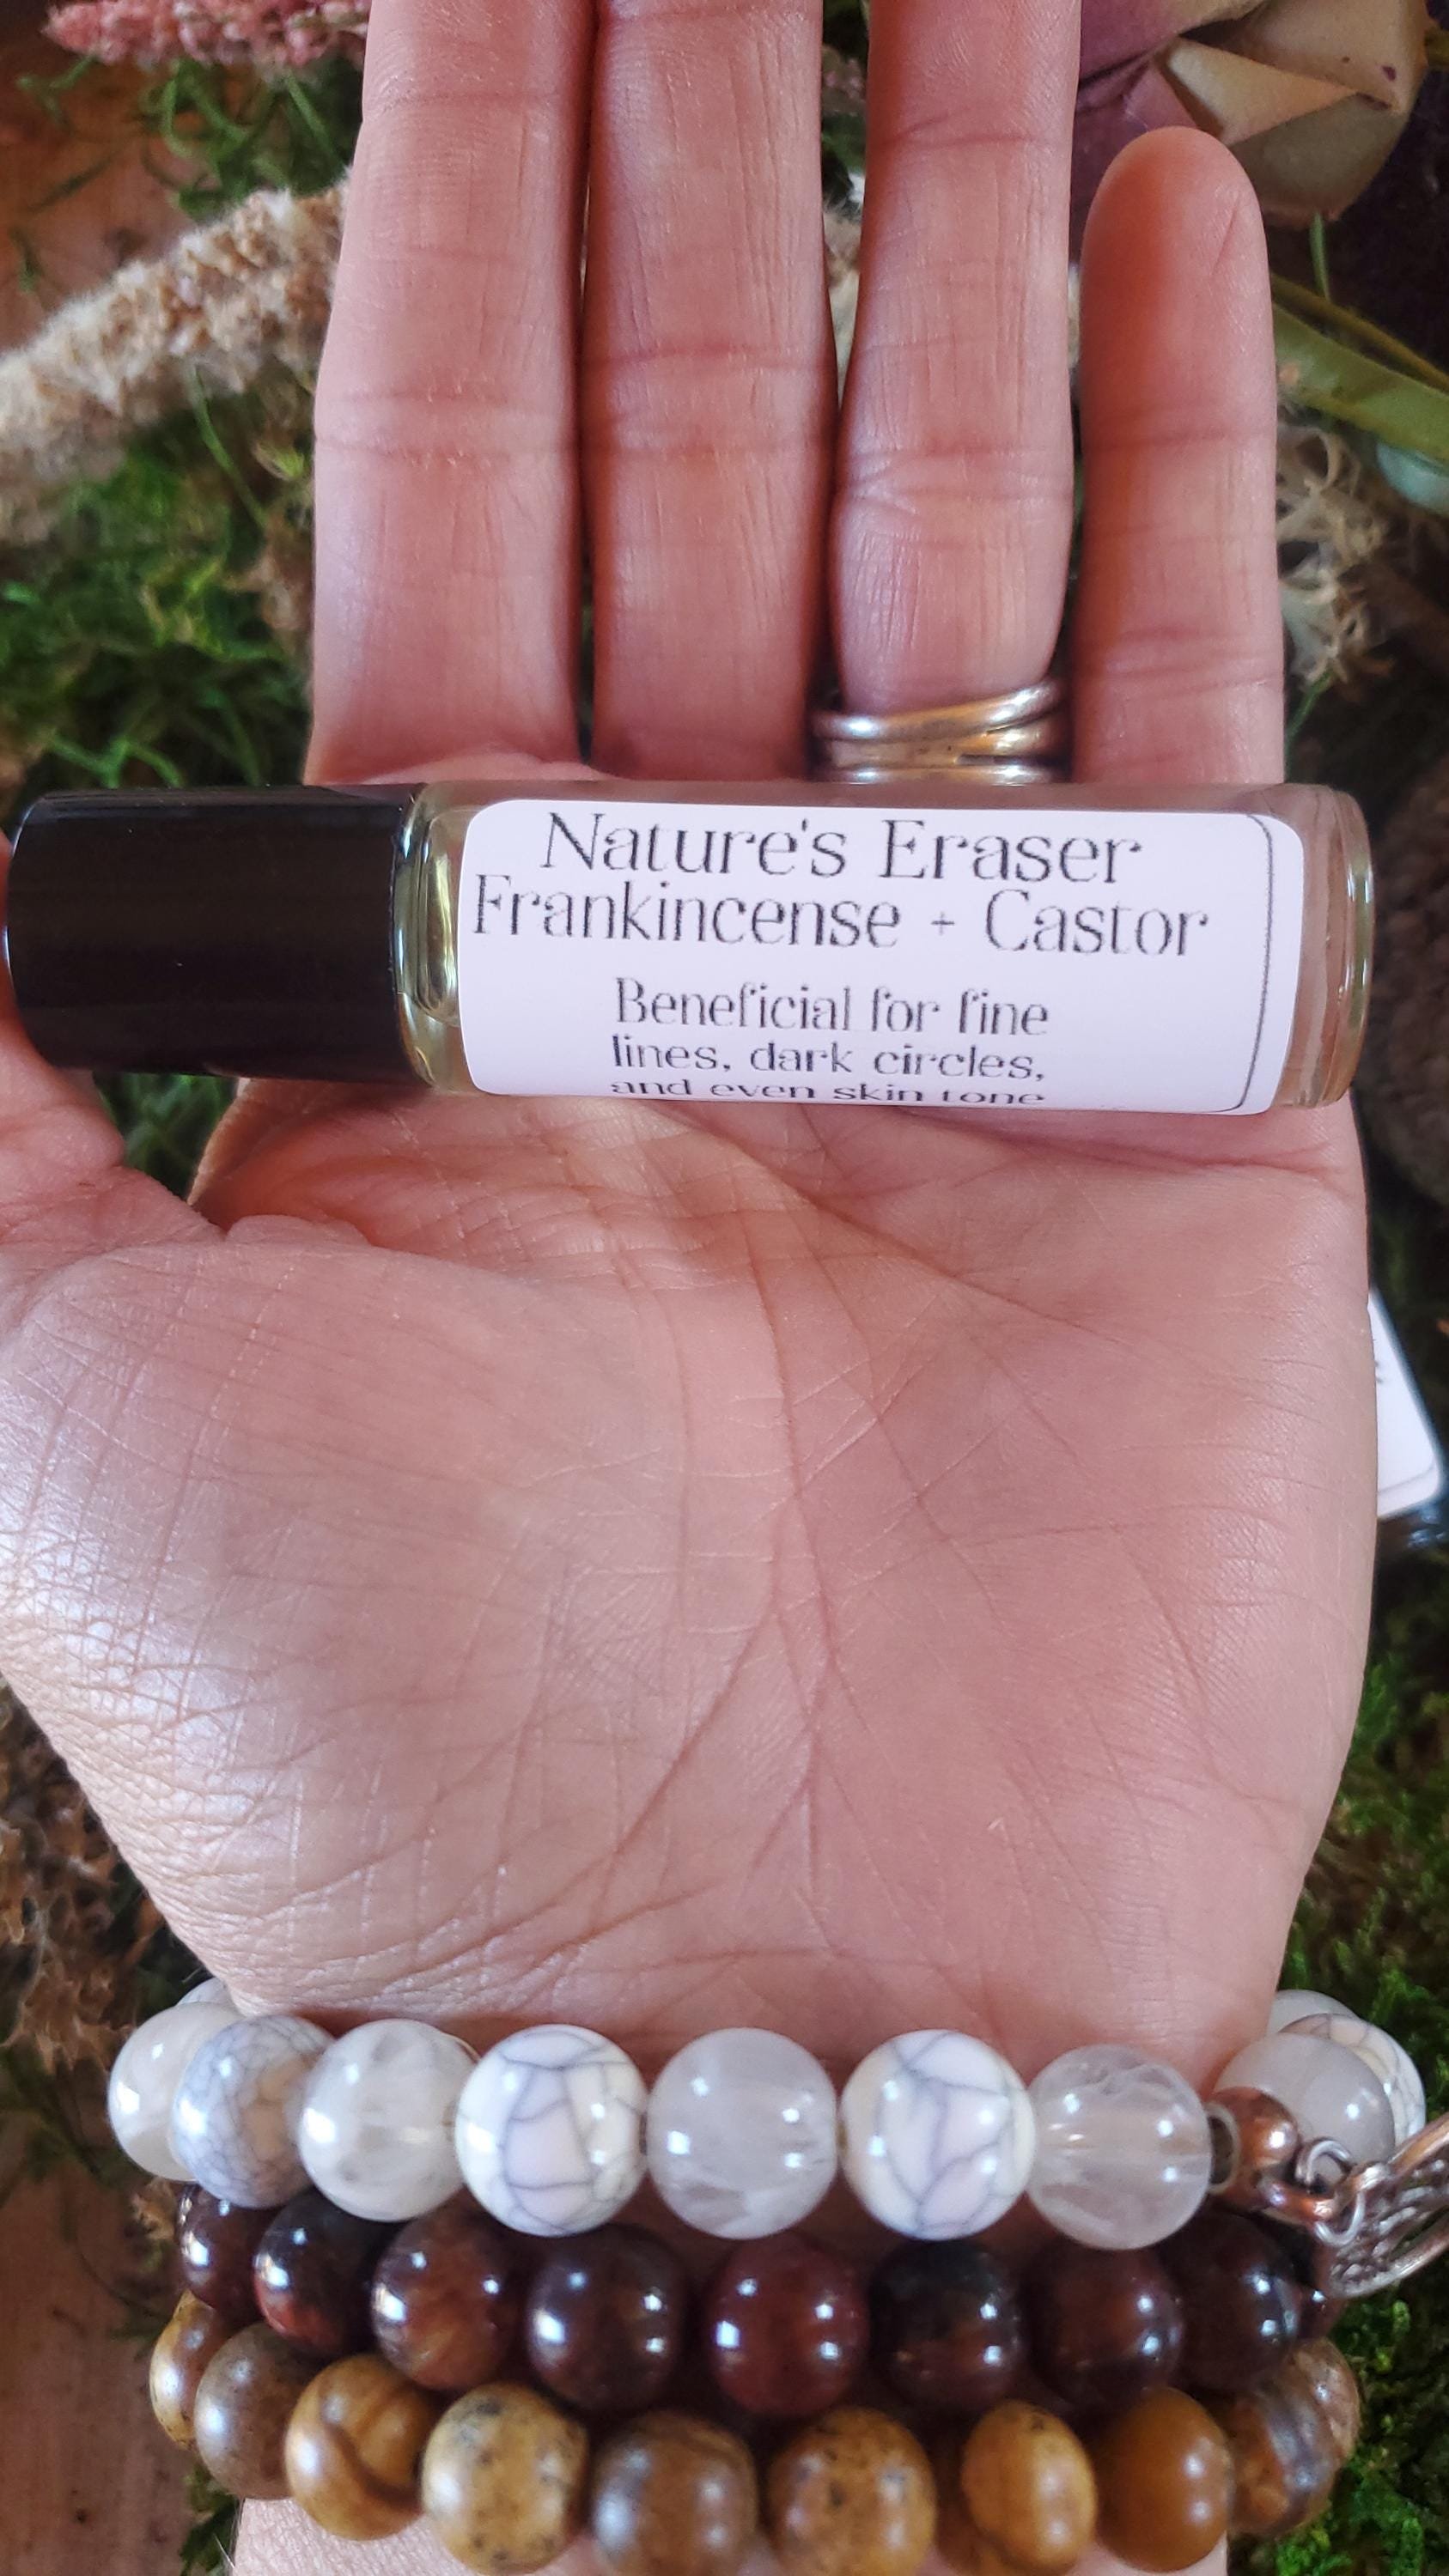 Nature's Eraser
Frankincense + Castor
Beneficial for fine
lines, dark circles,
and even skin tone